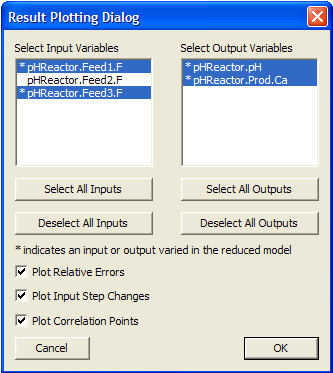 Result Plotting Dialog
Select Input Variables
Select Output Variables
* pHReactor.Feed1.F
pHReactor.Feed2.F
* pHReactor.Feed3.F
* pHReactor.pH
* pHReactor.Prod.Ca
Select All Inputs
Select All Outputs
Deselect All Inputs
Deselect All Outputs
* indicates an input or output varied in the reduced model
Plot Relative Errors
Plot Input Step Changes
Plot Correlation Points
Cancel
OK